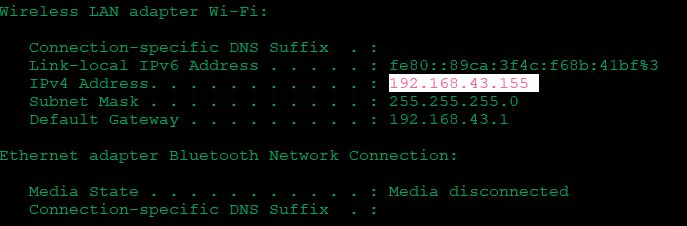 Wireless LAN adapter Wi-Fi:
Connection-specific DNS Suffix . :
Link-local IPv6 Address . . . . . : fe80::89ca:3f4c:f68b:41bf%3
IPv4 Address. . . . . . . . . . . : 192.168.43.155
Subnet Mask . . . . . . . . . . . : 255.255.255.0
Default Gateway . . . . . . . . . : 192.168.43.1
Ethernet adapter Bluetooth Network Connection:
Media State . . . . . . . . . . . : Media disconnected
Connection-specific DNS Suffix . :